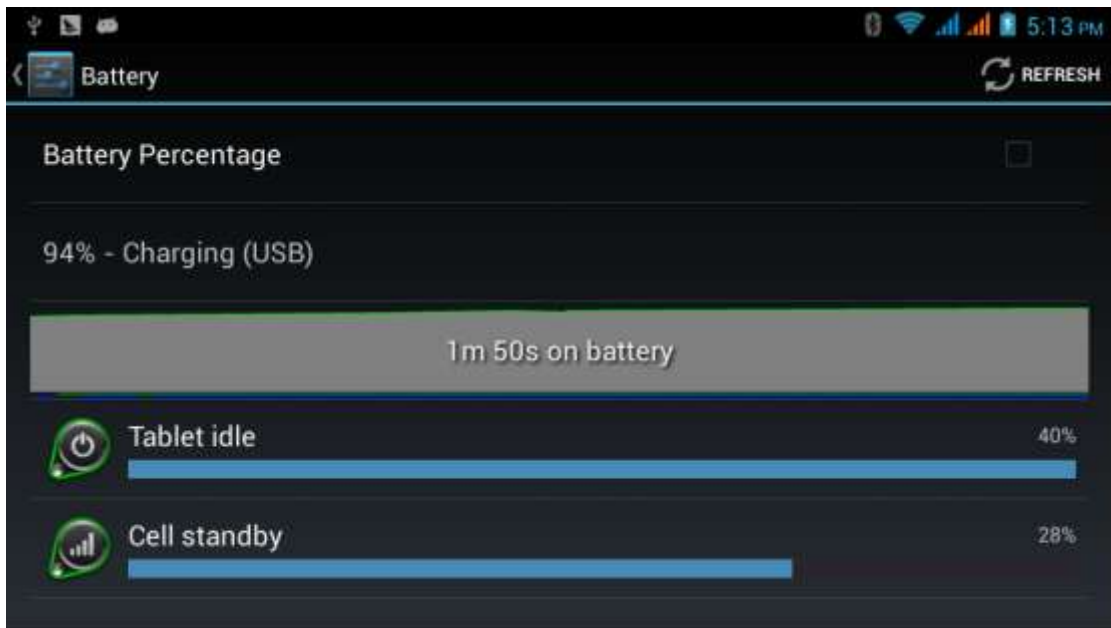 5:13 PM
Battery
REFRESH
Battery Percentage
94% - Charging (USB)
1m 50s on battery
Tablet idle
40%
Cell standby
28%